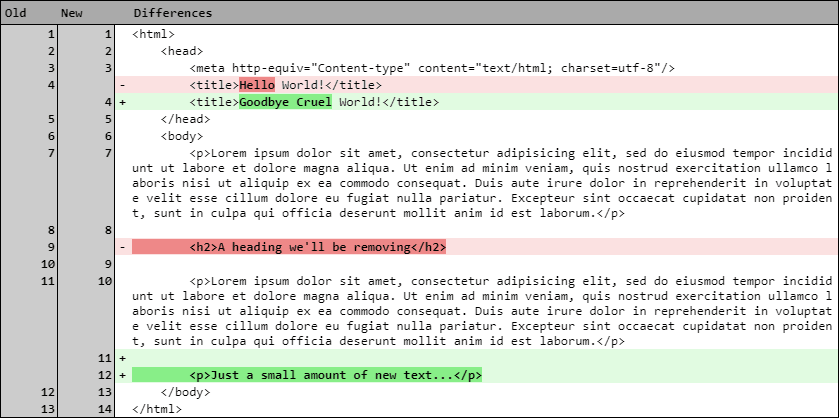 Old New Differences
1 1 <html>
2 2 <head>
3 3 <meta http-equiv="Content-type" content="text/html; charset=utf-8"/>
4 - <title>Hello World!</title>
4 + <title>Goodbye Cruel World!</title>
5 5 </head>
6 6 <body>
7 7 <p>Lorem ipsum dolor sit amet, consectetur adipisicing elit, sed do eiusmod tempor incidid
unt ut labore et dolore magna aliqua. Ut enim ad minim veniam, quis nostrud exercitation ullamco l
aboris nisi ut aliquip ex ea commodo consequat. Duis aute irure dolor in reprehenderit in voluptat
e velit esse cillum dolore eu fugiat nulla pariatur. Excepteur sint occaecat cupidatat non proiden
t, sunt in culpa qui officia deserunt mollit anim id est laborum.</p>
8 8
9 - <h2>A heading we'll be removing</h2>
10 9
11 10 <p>Lorem ipsum dolor sit amet, consectetur adipisicing elit, sed do eiusmod tempor incidid
unt ut labore et dolore magna aliqua. Ut enim ad minim veniam, quis nostrud exercitation ullamco l
aboris nisi ut aliquip ex ea commodo consequat. Duis aute irure dolor in reprehenderit in voluptat
e velit esse cillum dolore eu fugiat nulla pariatur. Excepteur sint occaecat cupidatat non proiden
t, sunt in culpa qui officia deserunt mollit anim id est laborum.</p>
11 +
12 + <p>Just a small amount of new text...</p>
12 13 </body>
13 14 </html>